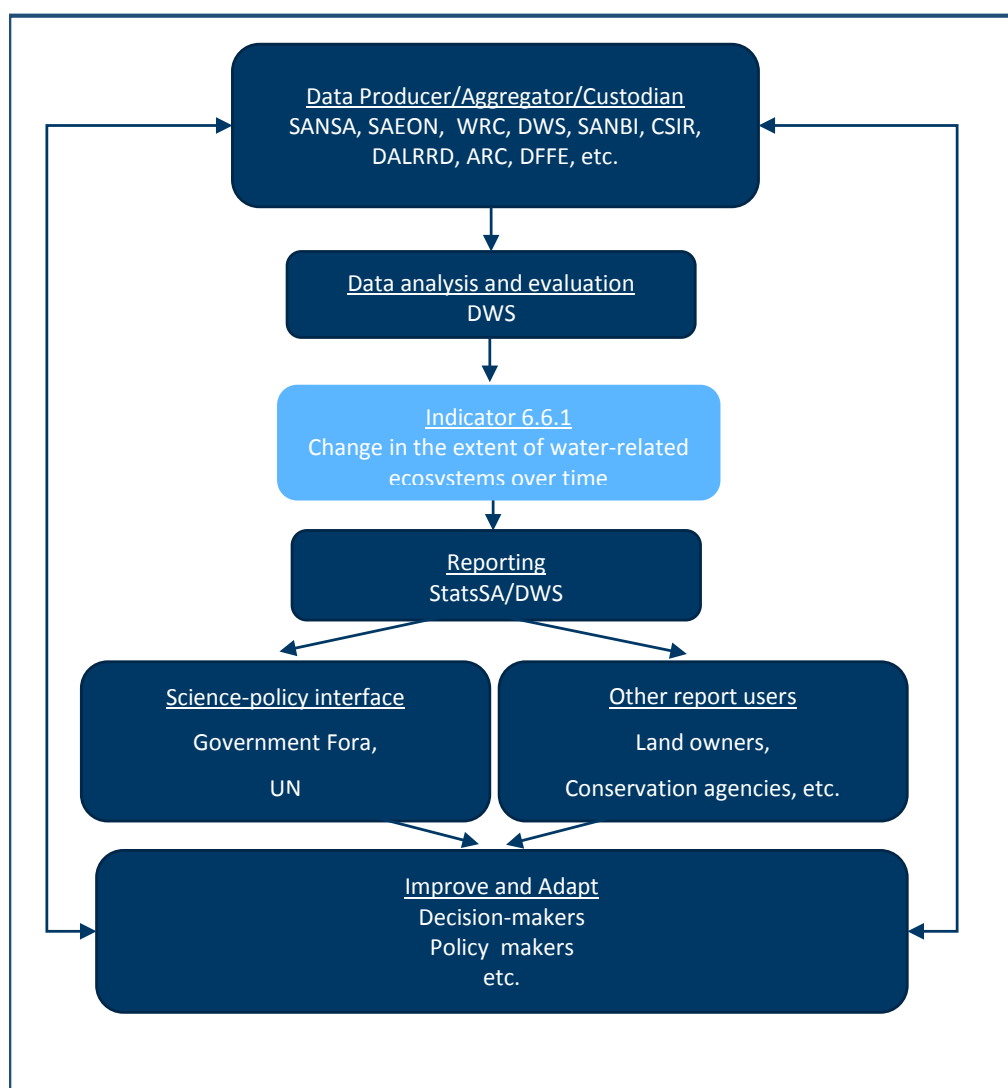 Data Producer/Aggregator/Custodian
SANSA, SAEON, WRC, DWS, SANBI, CSIR,
DALRRD, ARC, DFFE, etc.
Data analysis and evaluation
DWS
Indicator 6.6.1
Change in the extent of water-related
ecosystems over time
Reporting
StatsSA/DWS
Science-policy interface
Government Fora,
UN
Other report users
Land owners,
Conservation agencies, etc.
Improve and Adapt
Decision-makers
Policy makers
etc.